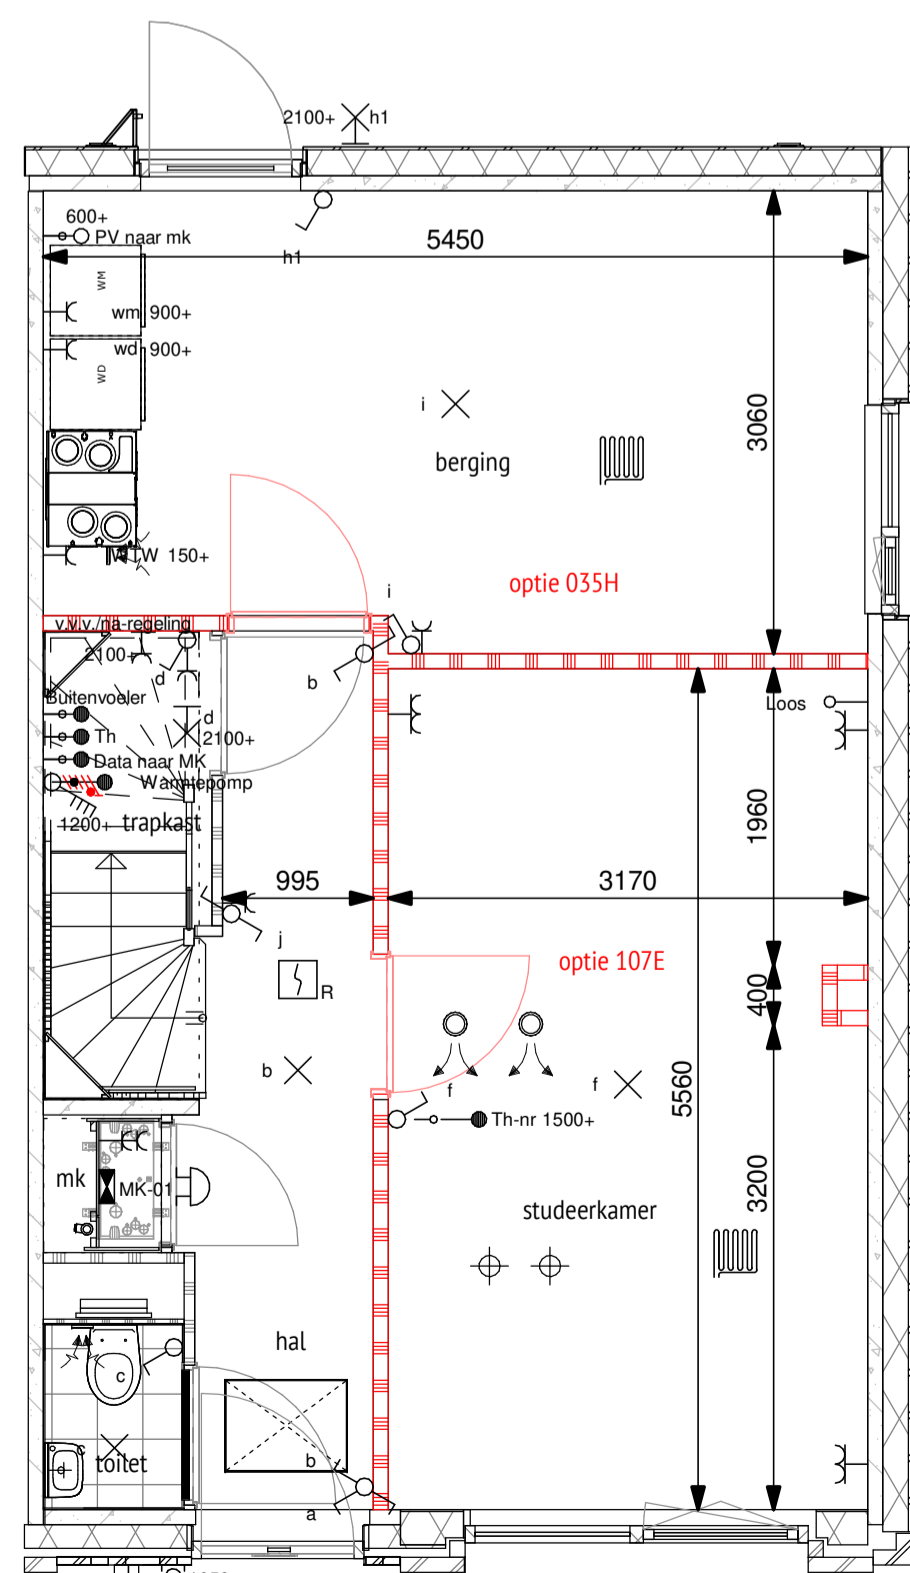 2100+ h1
600+
PV naar mk
5450
h1
WM
wm 900+
wd 900+
WD
i
3060
berging
WTW 150+
optie 035H
i
v.v.v./na-regeling
2100+
d
b
Buitenvoeler
d
Loos
Th
2100+
Data naar MK
Warmtepomp
1200+ trapkast
1960
995
3170
j
optie 107E
R
400
b
f
f
5560
Th-nr 1500+
mk
MK-01
3200
studeerkamer
hal
c
c
toilet
b
a